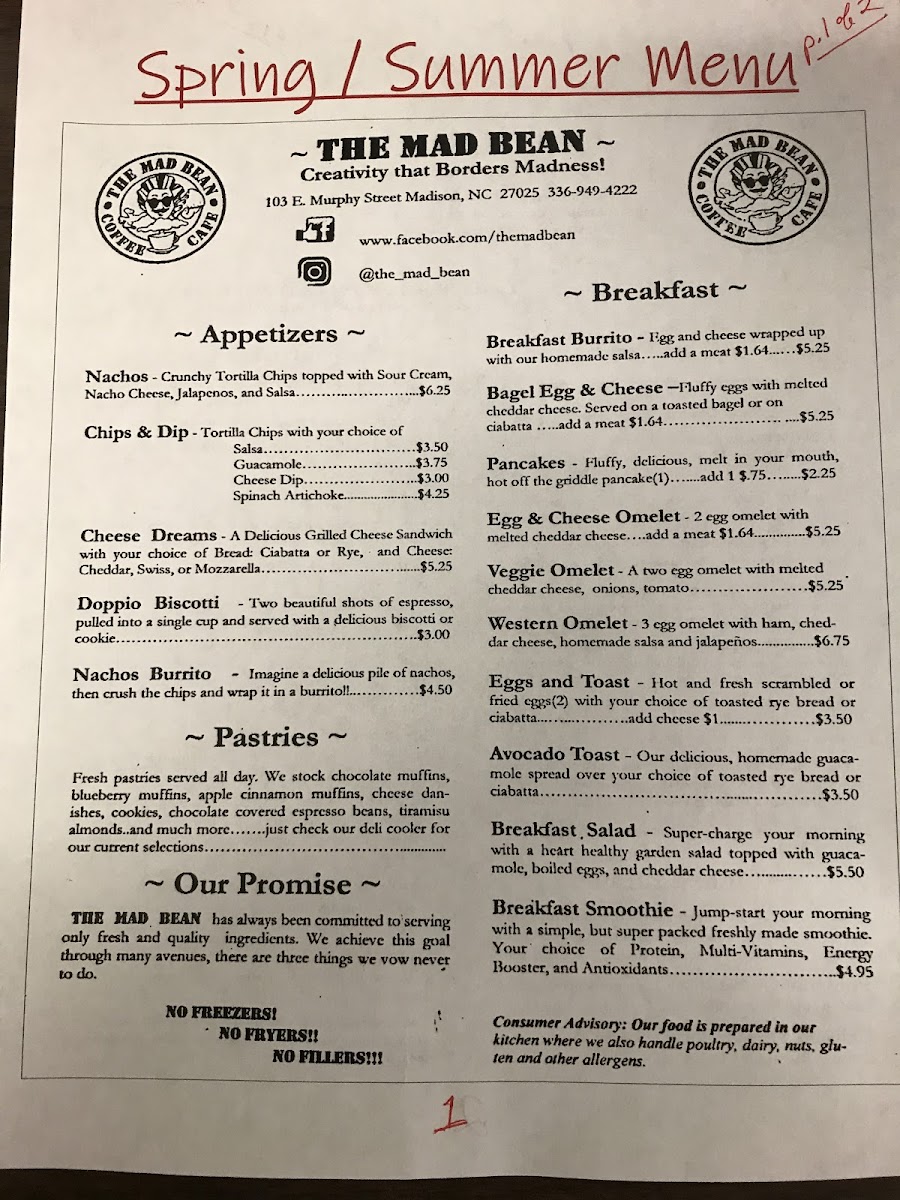 p. 1 of 2
Spring / Summer Menu
~ THE MAD BEAN ~
Creativity that Borders Madness!
103 E. Murphy Street Madison, NC 27025 336-949-4222
www.facebook.com/themadbean
@the_mad_bean
THE MAD BEAN
COFFEE CAFE
THE MAD BEAN
COFFEE CAFE
~ Appetizers ~
Nachos - Crunchy Tortilla Chips topped with Sour Cream,
Nacho Cheese, Jalapenos, and Salsa..............................$6.25
Chips & Dip - Tortilla Chips with your choice of
Salsa....................................$3.50
Guacamole............................$3.75
Cheese Dip..........................$3.00
Spinach Artichoke.......................$4.25
Cheese Dreams - A Delicious Grilled Cheese Sandwich
with your choice of Bread: Ciabatta or Rye, and Cheese:
Cheddar, Swiss, or Mozzarella.................................$5.25
Doppio Biscotti - Two beautiful shots of espresso,
pulled into a single cup and served with a delicious biscotti or
cookie..............................................................$3.00
Nachos Burrito - Imagine a delicious pile of nachos,
then crush the chips and wrap it in a burrito!!................$4.50
~ Pastries ~
Fresh pastries served all day. We stock chocolate muffins,
blueberry muffins, apple cinnamon muffins, cheese dan-
ishes, cookies, chocolate covered espresso beans, tiramisu
almonds..and much more.......just check our deli cooler for
our current selections......................................................
~ Our Promise ~
THE MAD BEAN has always been committed to serving
only fresh and quality ingredients. We achieve this goal
through many avenues, there are three things we vow never
to do.
NO FREEZERS!
NO FRYERS!!
NO FILLERS!!!
~ Breakfast ~
Breakfast Burrito - Egg and cheese wrapped up
with our homemade salsa.....add a meat $1.64......$5.25
Bagel Egg & Cheese —Fluffy eggs with melted
cheddar cheese. Served on a toasted bagel or on
ciabatta .....add a meat $1.64...................... ....$5.25
Pancakes - Fluffy, delicious, melt in your mouth,
hot off the griddle pancake(1)......add 1 $.75........$2.25
Egg & Cheese Omelet - 2 egg omelet with
melted cheddar cheese....add a meat $1.64..............$5.25
Veggie Omelet - A two egg omelet with melted
cheddar cheese, onions, tomato.......................$5.25
Western Omelet - 3 egg omelet with ham, ched-
dar cheese, homemade salsa and jalapeños...............$6.75
Eggs and Toast - Hot and fresh scrambled or
fried eggs(2) with your choice of toasted rye bread or
ciabatta.....................add cheese $1......................$3.50
Avocado Toast - Our delicious, homemade guaca-
mole spread over your choice of toasted rye bread or
ciabatta........................................................$3.50
Breakfast Salad - Super-charge your morning
with a heart healthy garden salad topped with guaca-
mole, boiled eggs, and cheddar cheese..................$5.50
Breakfast Smoothie - Jump-start your morning
with a simple, but super packed freshly made smoothie.
Your choice of Protein, Multi-Vitamins, Energy
Booster, and Antioxidants..................................$4.95
Consumer Advisory: Our food is prepared in our
kitchen where we also handle poultry, dairy, nuts, glu-
ten and other allergens.
1